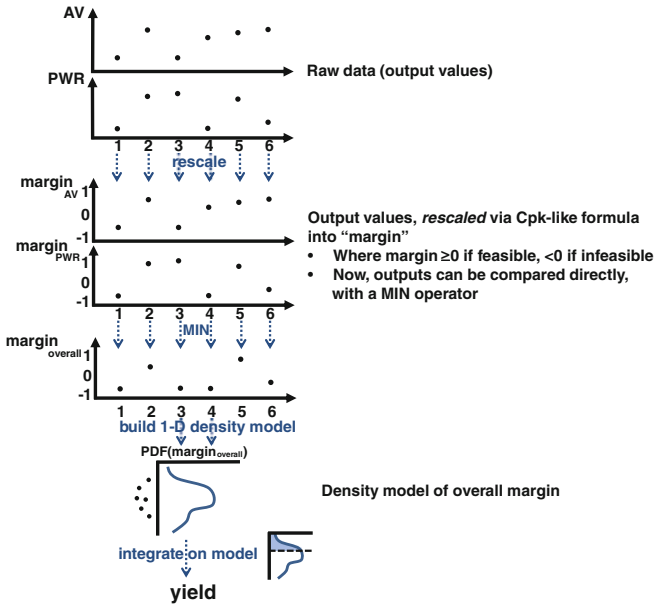 AV
Raw data (output values)
PWR
1 2 3 4 5 6
rescale
margin AV
1
0
-1
Output values, rescaled via Cpk-like formula
into “margin”
• Where margin ≥0 if feasible, <0 if infeasible
• Now, outputs can be compared directly,
with a MIN operator
margin PWR
1
0
-1
1 2 3 4 5 6
MIN
margin overall
1
0
-1
1 2 3 4 5 6
build 1-D density model
PDF(margin overall)
Density model of overall margin
integrate on model
yield